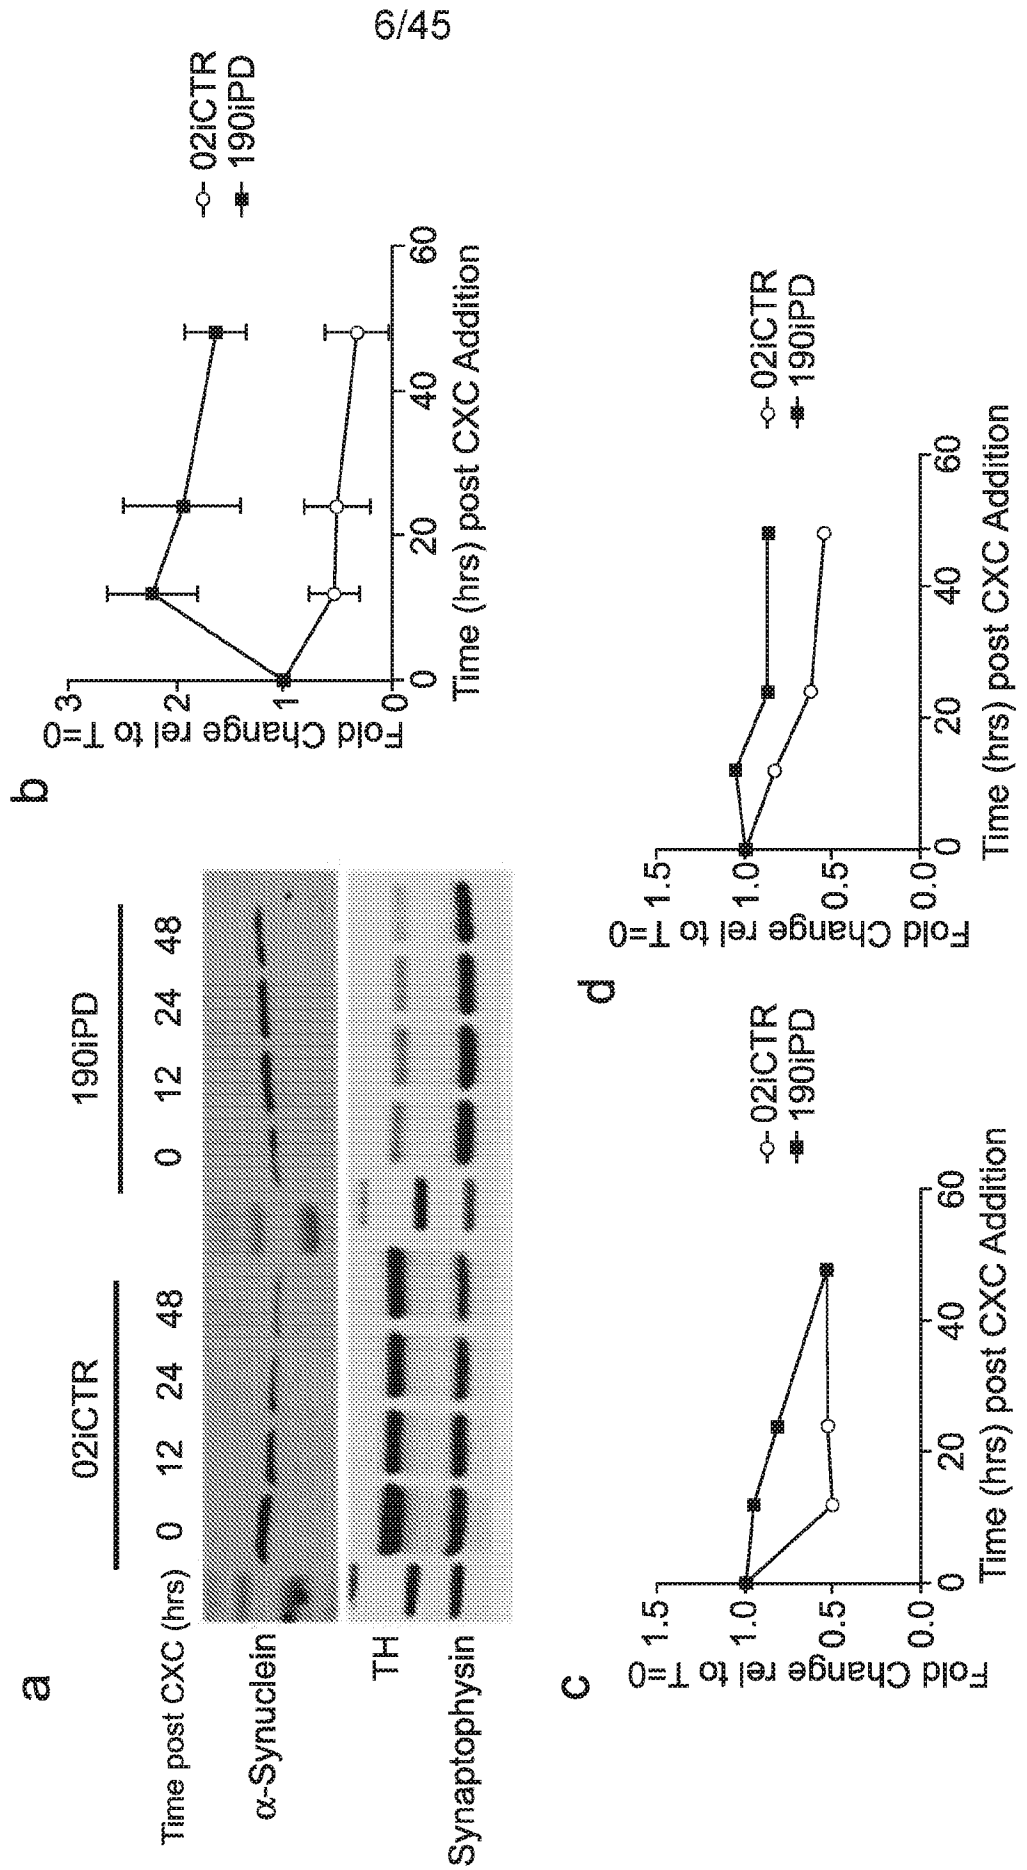 6/45
a
02iCTR 190iPD
Time post CXC (hrs) 0 12 24 48 0 12 24 48
α-Synuclein
TH
Synaptophysin
b
Fold Change rel to T=0
3
2
1
0
0 20 40 60
Time (hrs) post CXC Addition
02iCTR
190iPD
c
Fold Change rel to T=0
1.5
1.0
0.5
0.0
0 20 40 60
Time (hrs) post CXC Addition
02iCTR
190iPD
d
Fold Change rel to T=0
1.5
1.0
0.5
0.0
0 20 40 60
Time (hrs) post CXC Addition
02iCTR
190iPD